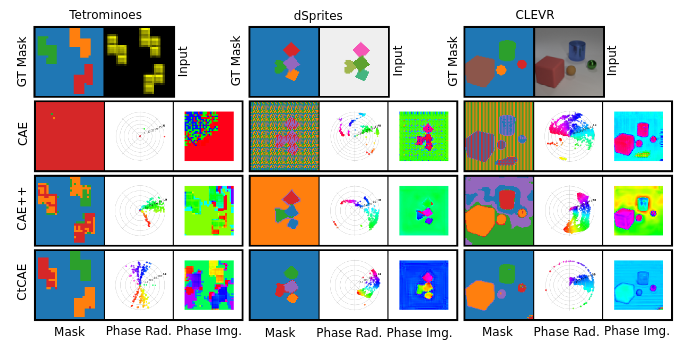 Tetrominoes dSprites CLEVR
GT Mask Input GT Mask Input GT Mask Input
CAE
CAE++
CtCAE
Mask Phase Rad. Phase Img. Mask Phase Rad. Phase Img. Mask Phase Rad. Phase Img.